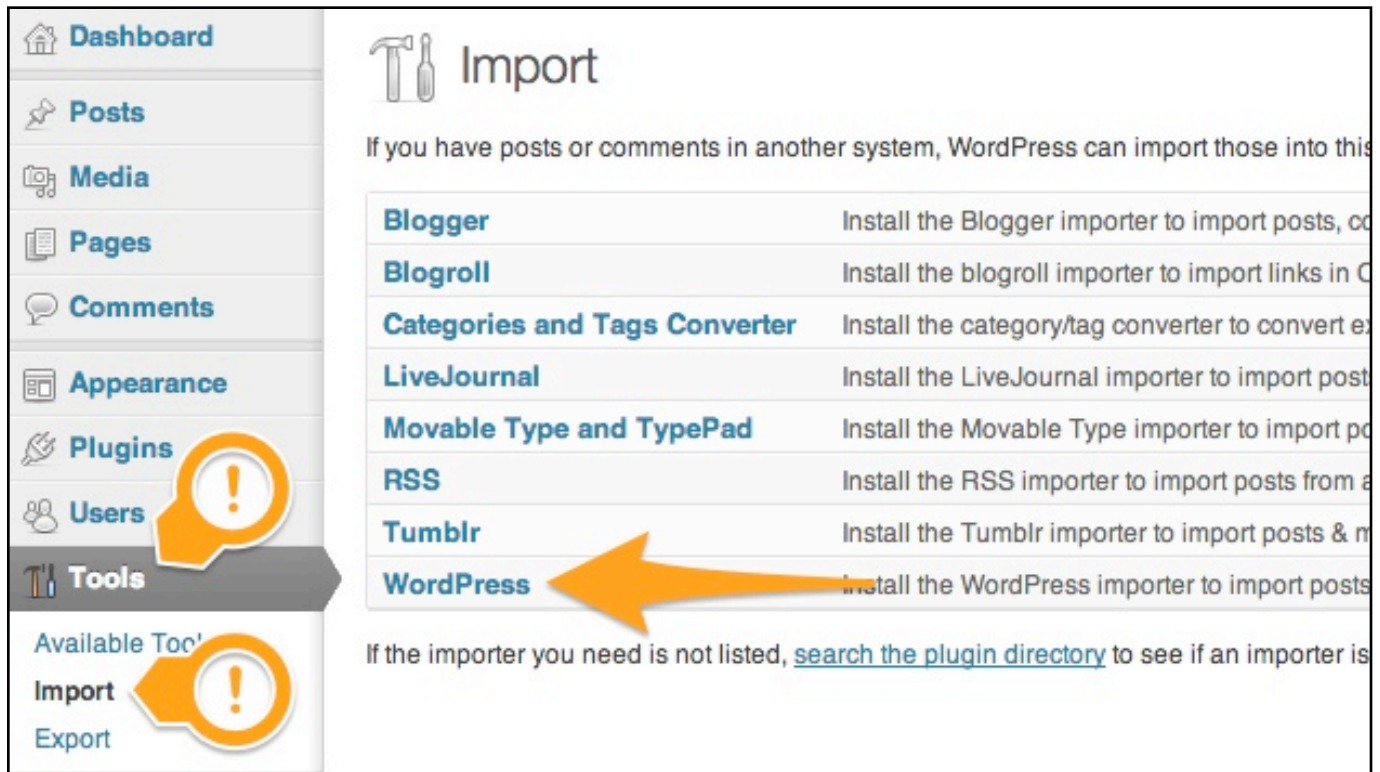 Dashboard
Posts
Media
Pages
Comments
Appearance
Plugins
Users
Tools
Available
Import
Export
Import
If you have posts or comments in another system, WordPress can import those into this
Blogger Install the Blogger importer to import posts,
Blogroll Install the blogroll importer to import links in
Categories and Tags Converter Install the category/tag converter to convert
LiveJournal Install the LiveJournal importer to import
Movable Type and TypePad Install the Movable Type importer to import
RSS Install the RSS importer to import posts from
Tumblr Install the Tumblr importer to import posts &
WordPress Install the WordPress importer to import posts
If the importer you need is not listed, search the plugin directory to see if an importer is